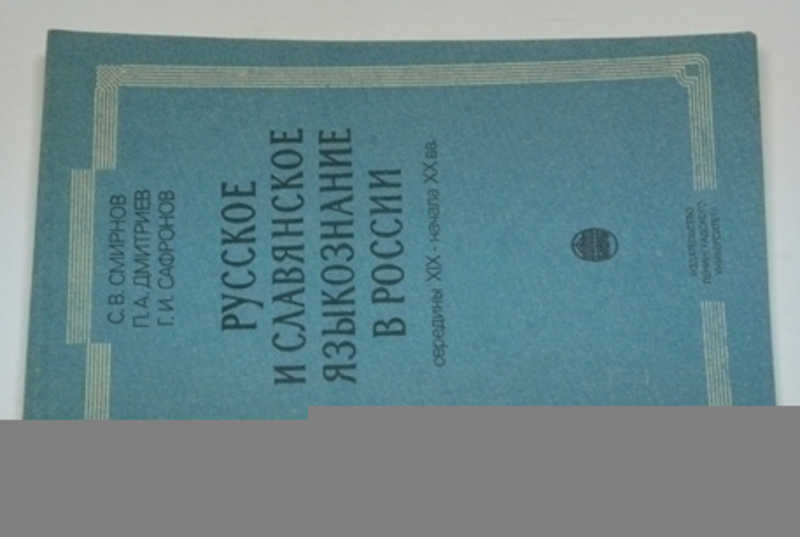 С. В. СМИРНОВ
П. А. ДМИТРИЕВ
Г. И. САФРОНОВ
РУССКОЕ
И СЛАВЯНСКОЕ
ЯЗЫКОЗНАНИЕ
В РОССИИ
середины XIX - начала XX вв.
ИЗДАТЕЛЬСТВО
ЛЕНИНГРАДСКОГО
УНИВЕРСИТЕТА